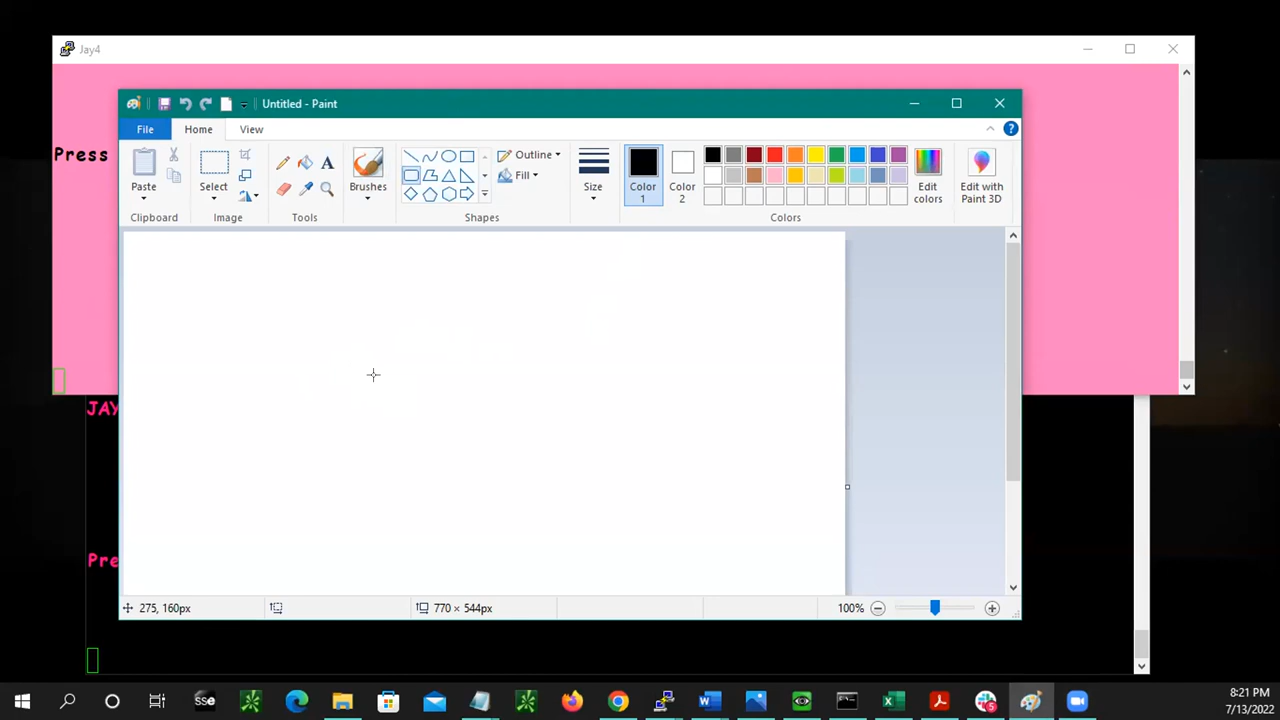 Jay4
Untitled - Paint
File
Home
View
Press
Paste
Select
Brushes
Outline
Fill
Size
Color
1
Color
2
Edit
colors
Edit with
Paint 3D
Clipboard
Image
Tools
Shapes
Colors
JAY
Pre
275, 160px
770 × 544px
100%
SSE
5
8:21 PM
7/13/2022